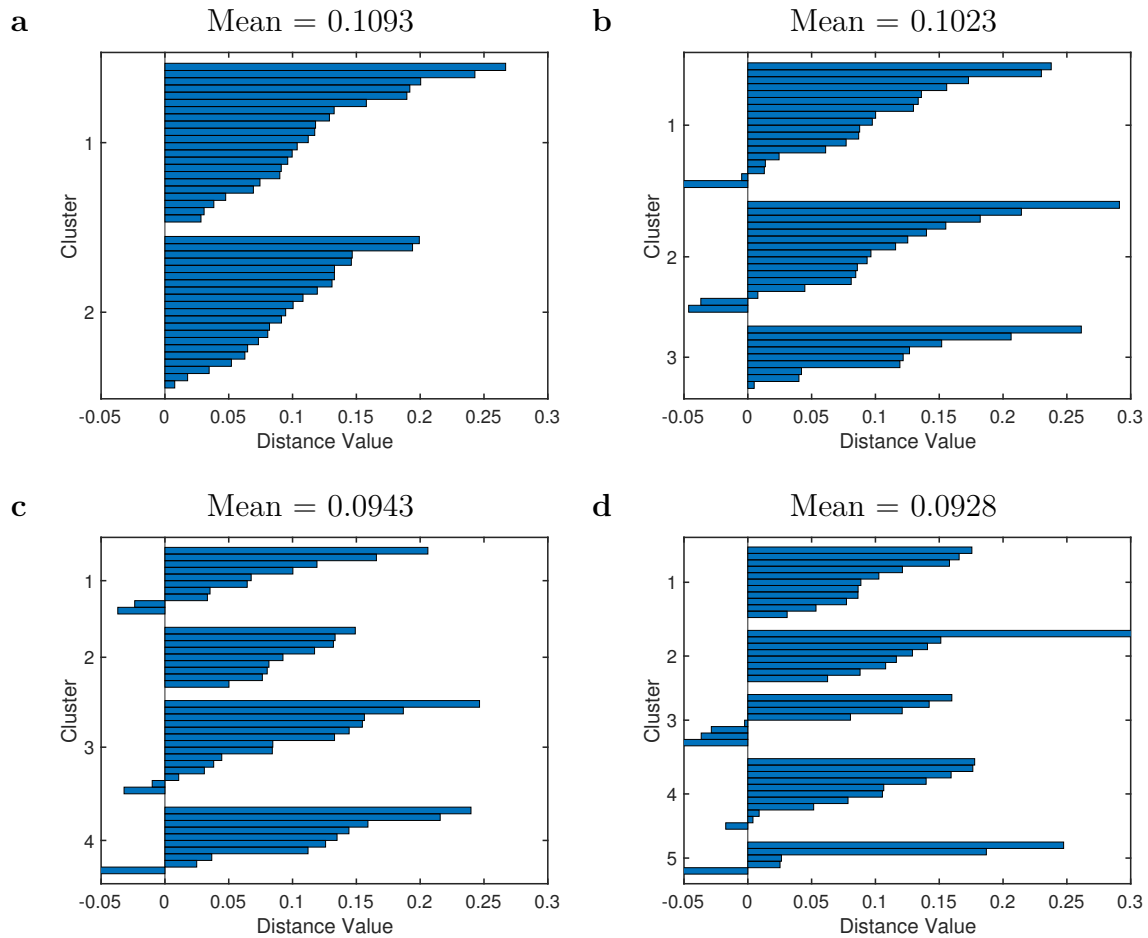 a
Mean = 0.1093
Cluster
1
2
-0.05 0 0.05 0.1 0.15 0.2 0.25 0.3
Distance Value
b
Mean = 0.1023
Cluster
1
2
3
-0.05 0 0.05 0.1 0.15 0.2 0.25 0.3
Distance Value
c
Mean = 0.0943
Cluster
1
2
3
4
-0.05 0 0.05 0.1 0.15 0.2 0.25 0.3
Distance Value
d
Mean = 0.0928
Cluster
1
2
3
4
5
-0.05 0 0.05 0.1 0.15 0.2 0.25 0.3
Distance Value